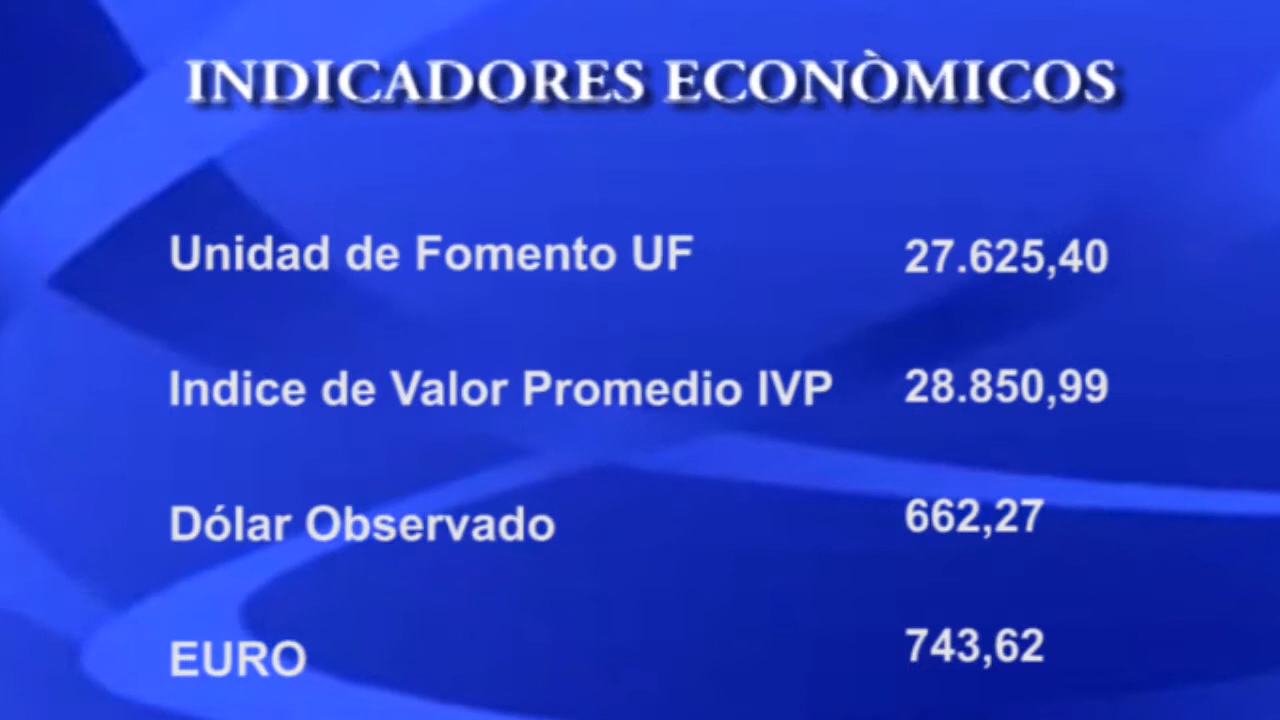 INDICADORES ECONÒMICOS
Unidad de Fomento UF 27.625,40
Indice de Valor Promedio IVP 28.850,99
Dólar Observado 662,27
EURO 743,62